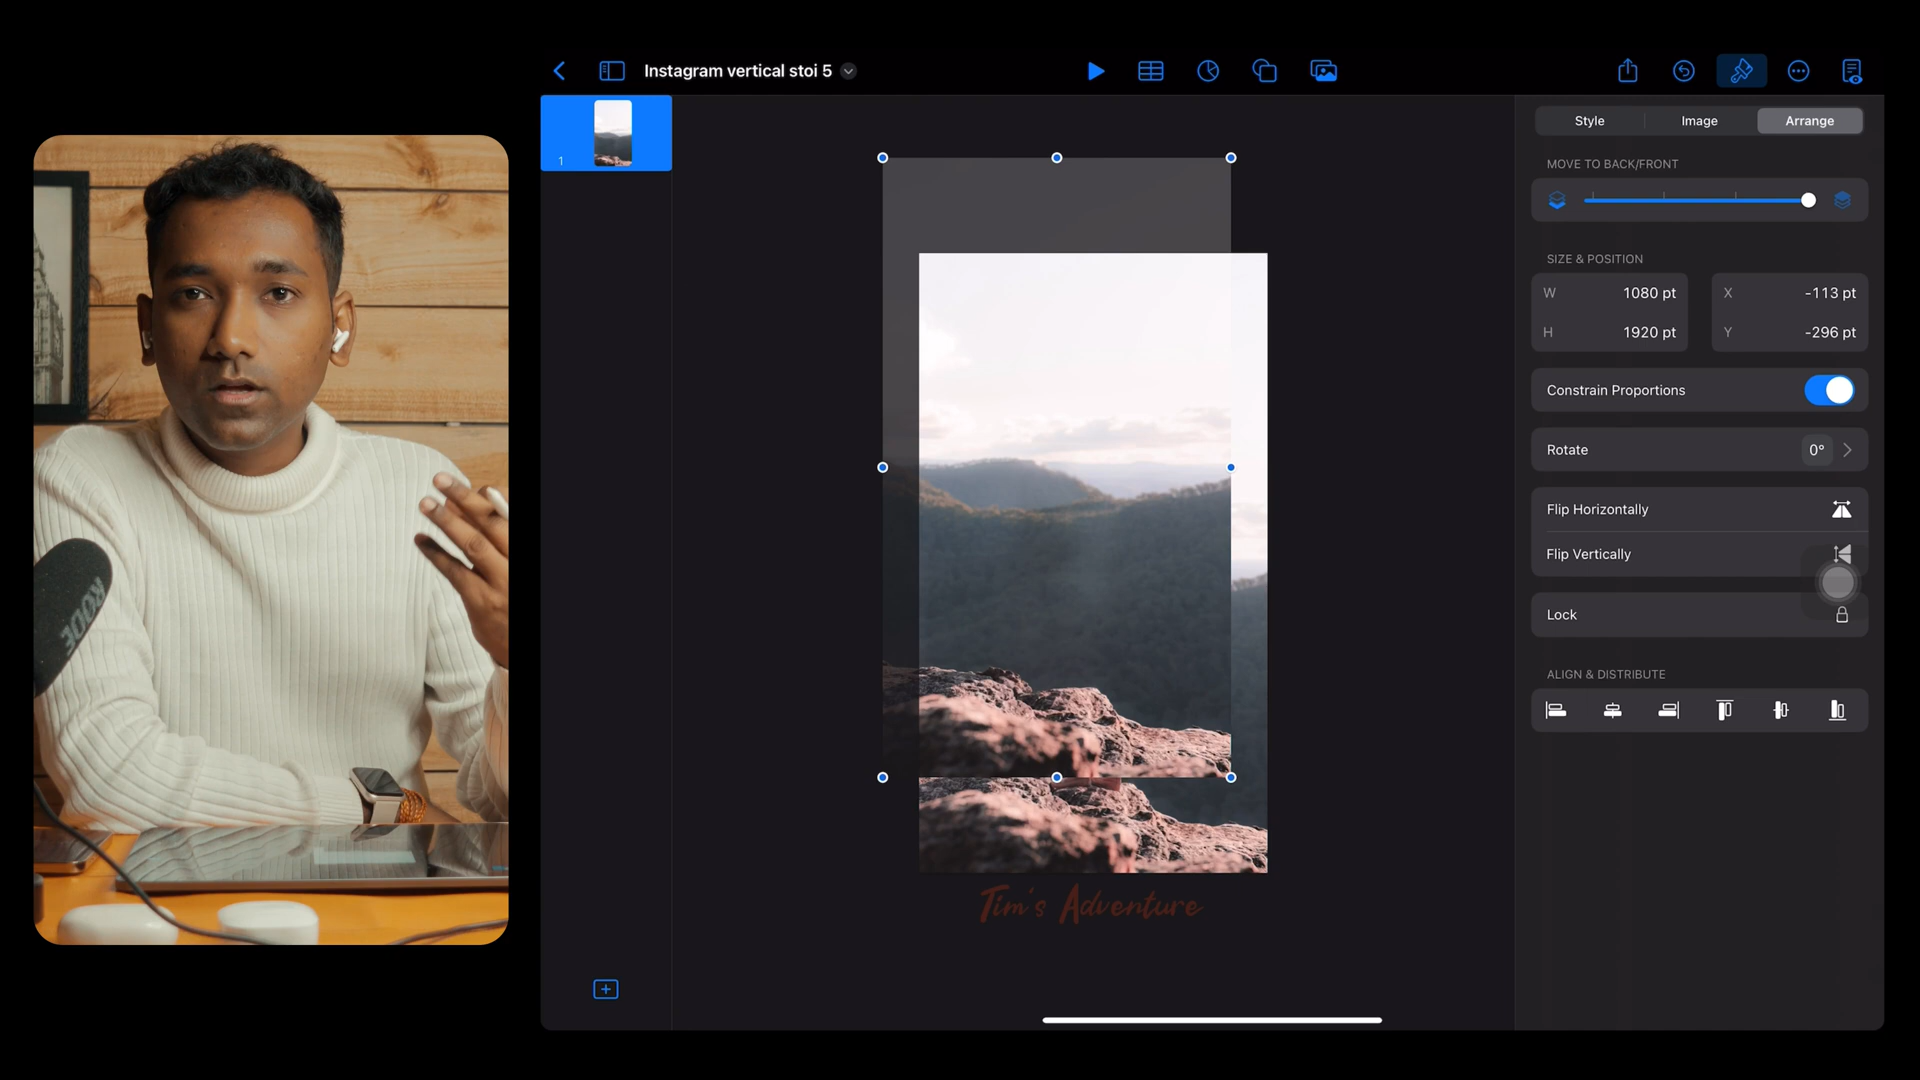 Instagram vertical stoi 5
Style
Image
Arrange
1
MOVE TO BACK/FRONT
SIZE & POSITION
W 1080 pt
X -113 pt
H 1920 pt
Y -296 pt
Constrain Proportions
Rotate
0°
Flip Horizontally
Flip Vertically
Lock
ALIGN & DISTRIBUTE
RODE
Tim's Adventure